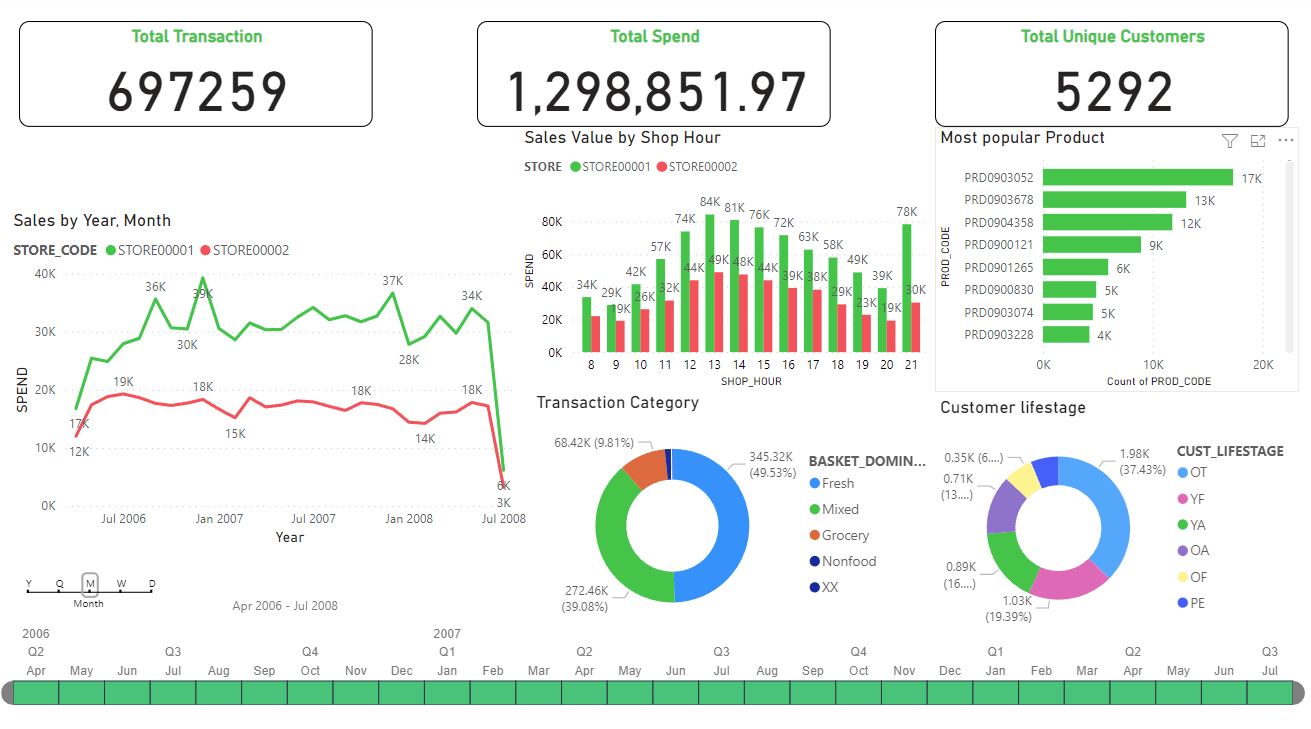 Total Transaction
697259
Total Spend
1,298,851.97
Total Unique Customers
5292
Sales by Year, Month
STORE_CODE STORE00001 STORE00002
SPEND
40K
30K
20K
10K
0K
36K
39K
30K
37K
28K
34K
17K
12K
19K
18K
15K
18K
14K
18K
6K
3K
Jul 2006 Jan 2007 Jul 2007 Jan 2008 Jul 2008
Year
Sales Value by Shop Hour
STORE STORE00001 STORE00002
SPEND
80K
60K
40K
20K
0K
34K 29K 42K 57K 74K 84K 81K 76K 72K 63K 58K 49K 39K 78K
19K 26K 32K 44K 49K 48K 44K 39K 38K 29K 23K 19K 30K
8 9 10 11 12 13 14 15 16 17 18 19 20 21
SHOP_HOUR
Most popular Product
PROD_CODE
PRD0903052 17K
PRD0903678 13K
PRD0904358 12K
PRD0900121 9K
PRD0901265 6K
PRD0900830 5K
PRD0903074 5K
PRD0903228 4K
0K 10K 20K
Count of PROD_CODE
Transaction Category
68.42K (9.81%)
345.32K
(49.53%)
272.46K
(39.08%)
BASKET_DOMIN...
Fresh
Mixed
Grocery
Nonfood
XX
Customer lifestage
0.35K (6....)
0.71K
(13...)
0.89K
(16....)
1.03K
(19.39%)
1.98K
(37.43%)
CUST_LIFESTAGE
OT
YF
YA
OA
OF
PE
Y Q M W D
Month
Apr 2006 - Jul 2008
2006 2007
Q2 Q3 Q4 Q1 Q2 Q3 Q4 Q1 Q2 Q3
Apr May Jun Jul Aug Sep Oct Nov Dec Jan Feb Mar Apr May Jun Jul Aug Sep Oct Nov Dec Jan Feb Mar Apr May Jun Jul